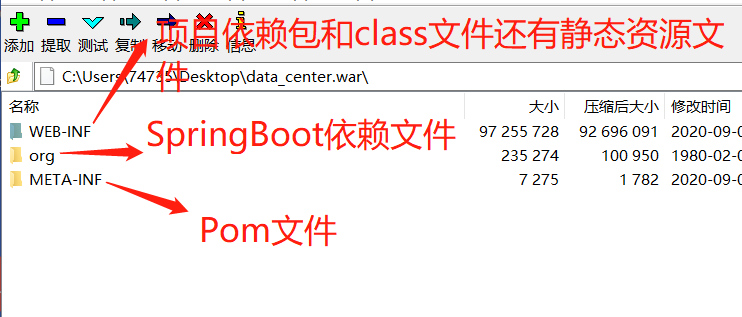 项目依赖包和class文件还有静态资源文
件
添加 提取 测试 复制 移动 删除 信息
C:\Users\74735\Desktop\data_center.war\
名称 大小 压缩后大小 修改时间
WEB-INF 97 255 728 92 696 091 2020-09-0
SpringBoot依赖文件
org 235 274 100 950 1980-02-0
META-INF 7 275 1 782 2020-09-0
Pom文件